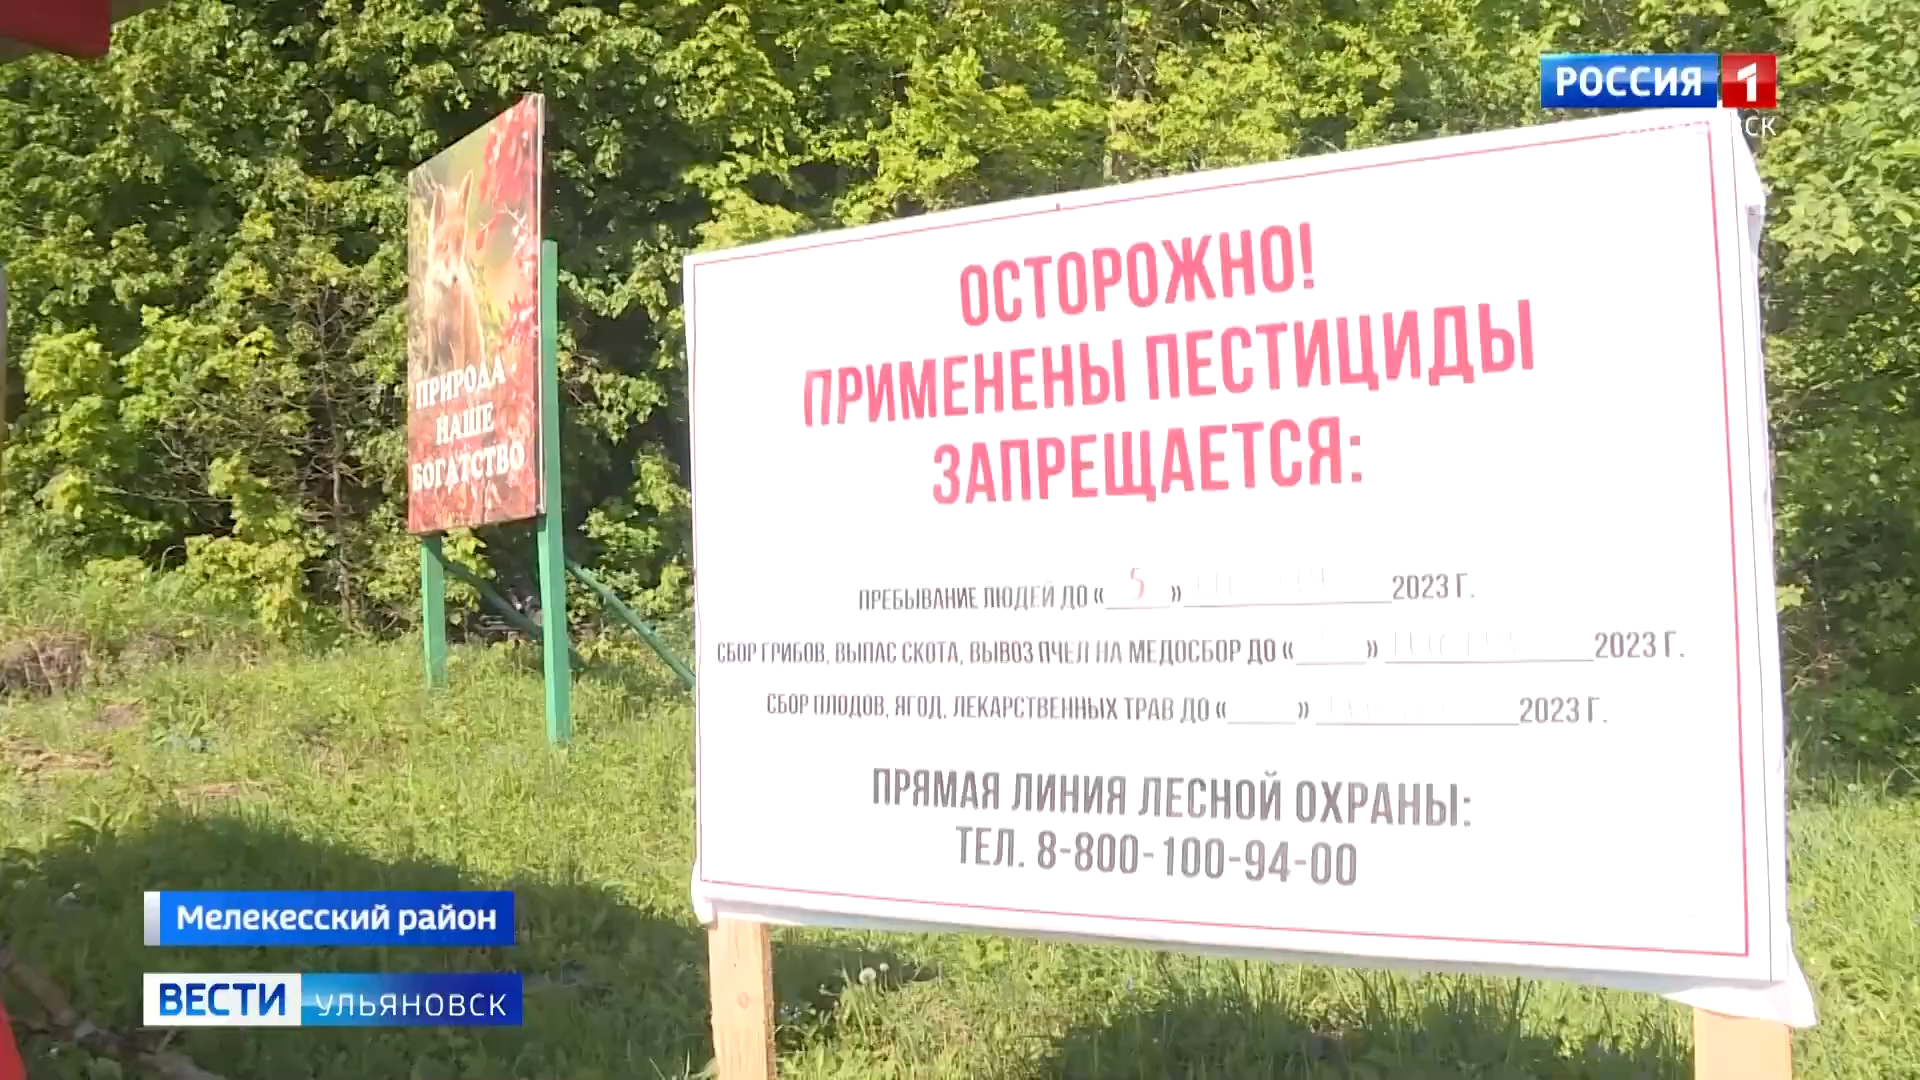 РОССИЯ 1
ОСТОРОЖНО!
ПРИМЕНЕНЫ ПЕСТИЦИДЫ
ЗАПРЕЩАЕТСЯ:
ПРЕБЫВАНИЕ ЛЮДЕЙ ДО « 5 » 2023 Г.
СБОР ГРИБОВ, ВЫПАС СКОТА, ВЫВОЗ ПЧЕЛ НА МЕДОСБОР ДО « » 2023 Г.
СБОР ПЛОДОВ, ЯГОД, ЛЕКАРСТВЕННЫХ ТРАВ ДО « » 2023 Г.
ПРЯМАЯ ЛИНИЯ ЛЕСНОЙ ОХРАНЫ:
ТЕЛ. 8-800-100-94-00
ПРИРОДА -
НАШЕ
БОГАТСТВО
Мелекесский район
ВЕСТИ УЛЬЯНОВСК